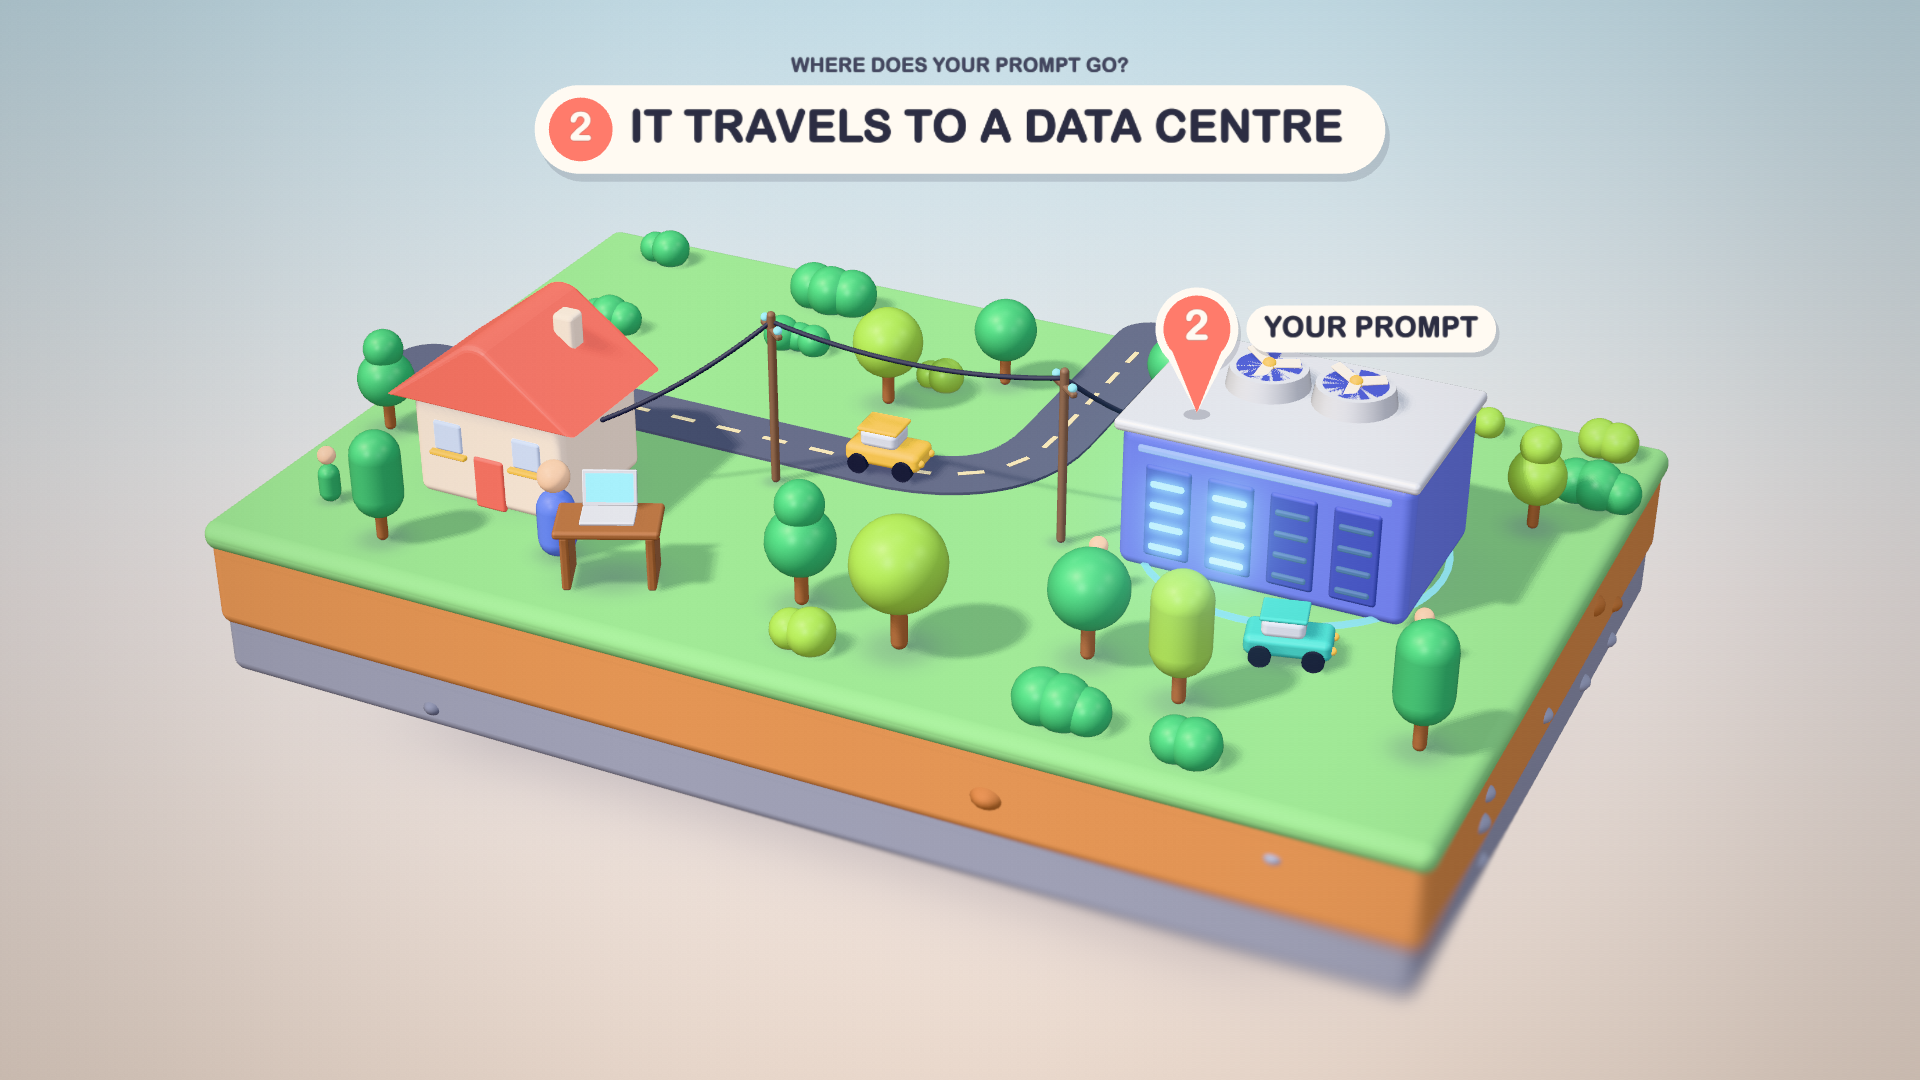 WHERE DOES YOUR PROMPT GO?
2 IT TRAVELS TO A DATA CENTRE
2 YOUR PROMPT